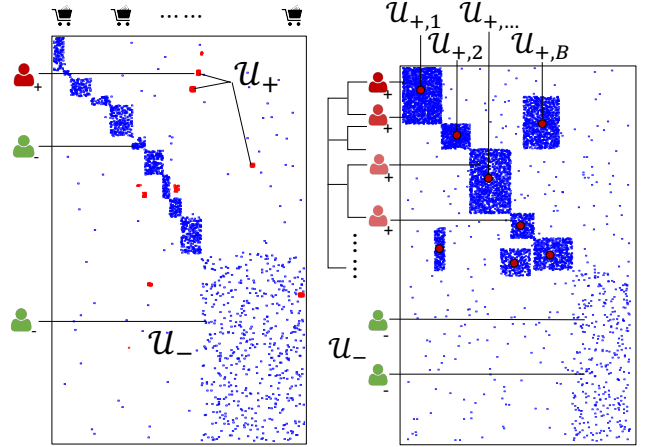 ……
𝒰₊,₁
𝒰₊,…
𝒰₊,₂
𝒰₊,B
𝒰₊
+
-
-
𝒰₋
+
+
+
+
𝒰₋
-
-